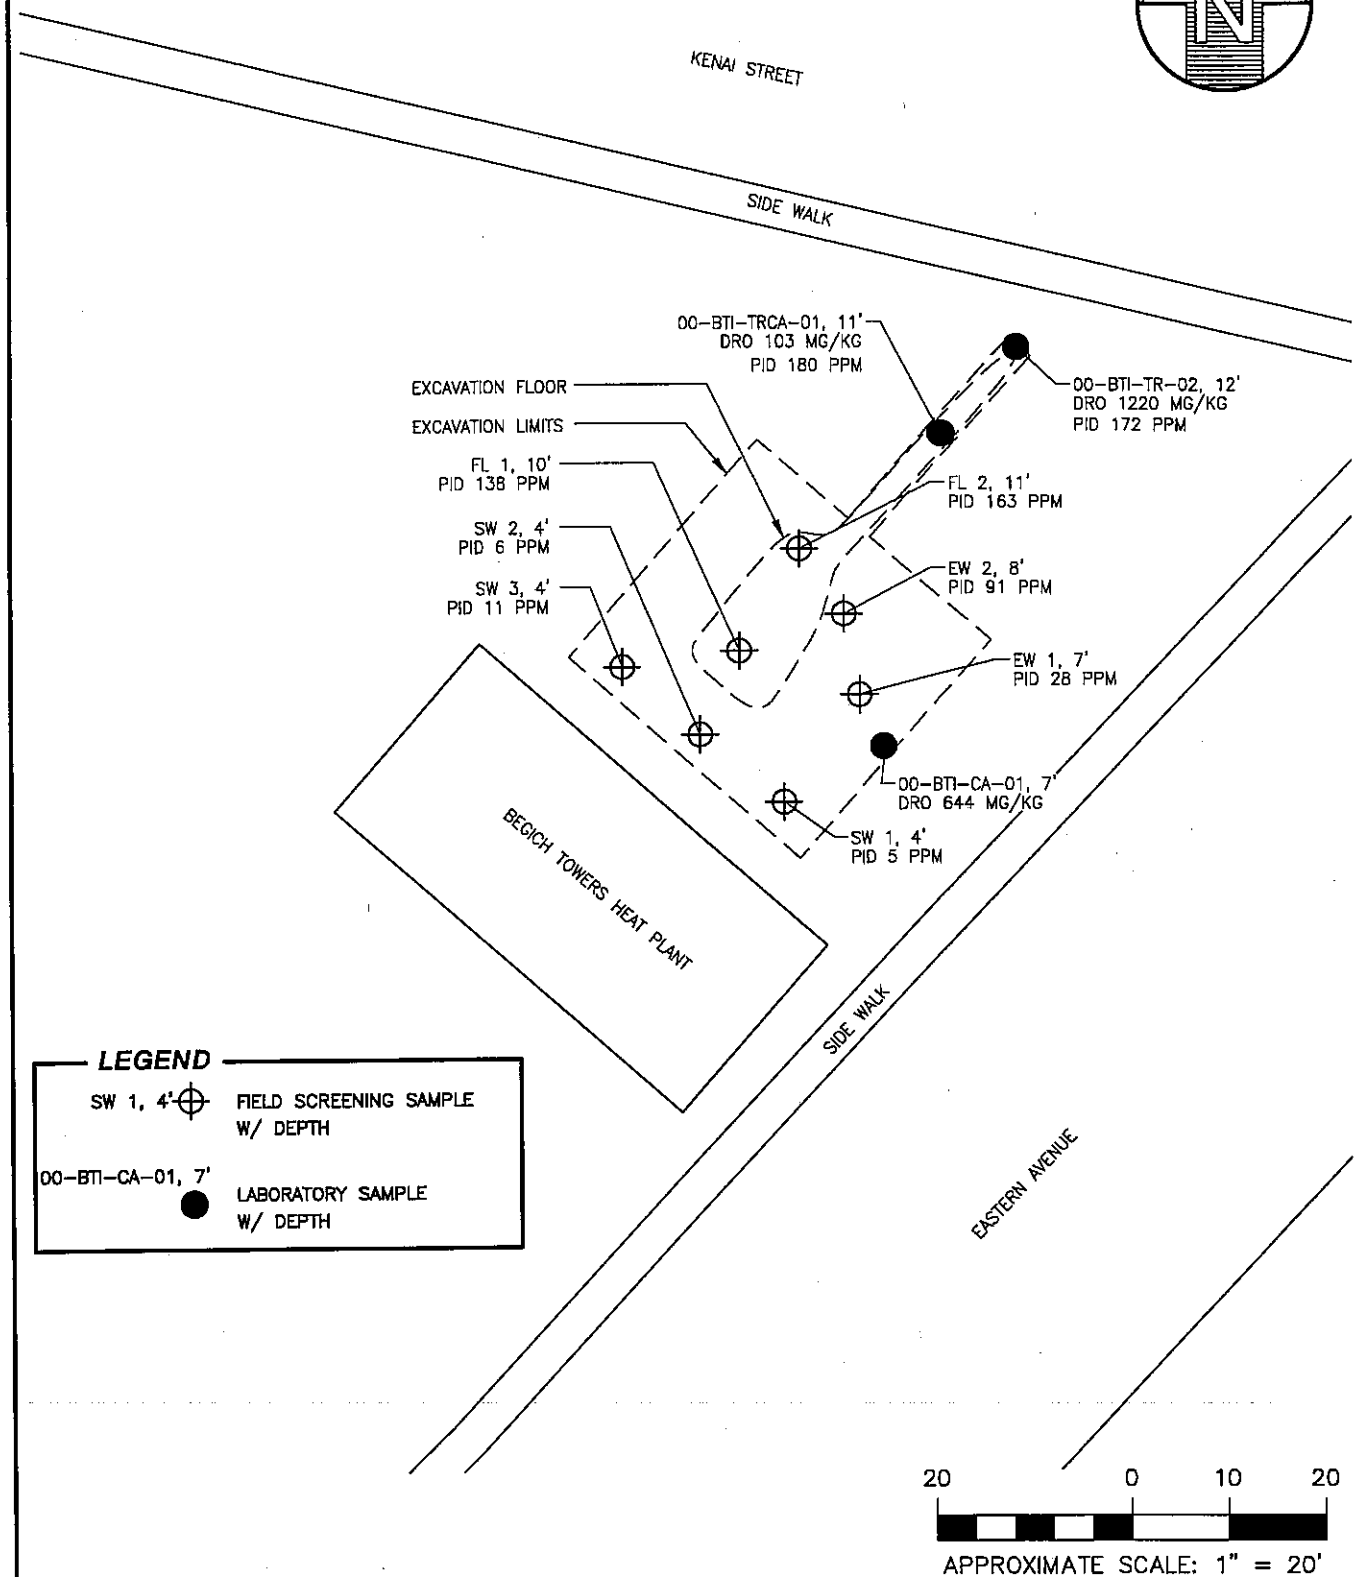 N
KENAI STREET
SIDE WALK
00-BTI-TRCA-01, 11'
DRO 103 MG/KG
PID 180 PPM
00-BTI-TR-02, 12'
DRO 1220 MG/KG
PID 172 PPM
EXCAVATION FLOOR
EXCAVATION LIMITS
FL 1, 10'
PID 138 PPM
FL 2, 11'
PID 163 PPM
SW 2, 4'
PID 6 PPM
EW 2, 8'
PID 91 PPM
SW 3, 4'
PID 11 PPM
EW 1, 7'
PID 28 PPM
00-BTI-CA-01, 7'
DRO 644 MG/KG
SW 1, 4'
PID 5 PPM
BEGICH TOWERS HEAT PLANT
SIDE WALK
EASTERN AVENUE
LEGEND
SW 1, 4' FIELD SCREENING SAMPLE
W/ DEPTH
00-BTI-CA-01, 7'
LABORATORY SAMPLE
W/ DEPTH
20 0 10 20
APPROXIMATE SCALE: 1" = 20'